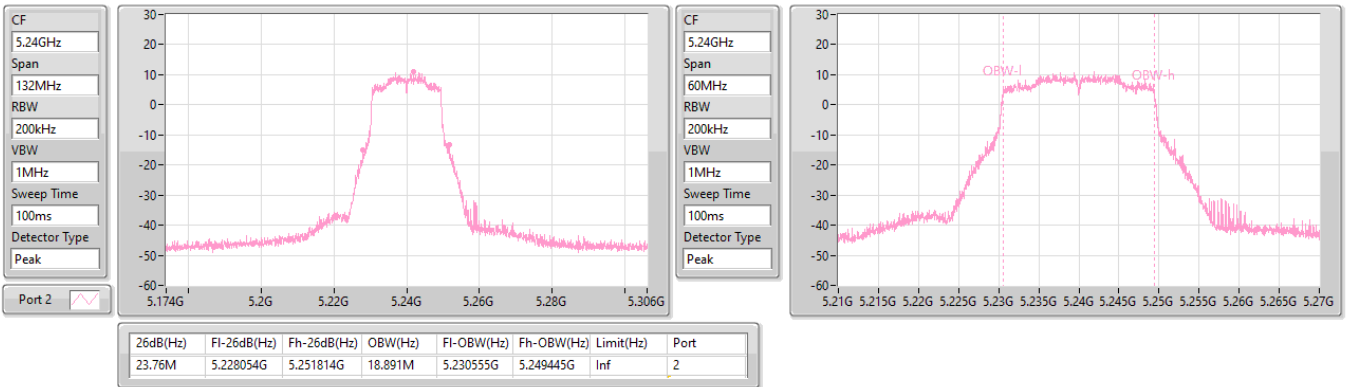 CF
5.24GHz
Span
132MHz
RBW
200kHz
VBW
1MHz
Sweep Time
100ms
Detector Type
Peak
Port 2
30
20
10
0
-10
-20
-30
-40
-50
-60
5.174G 5.2G 5.22G 5.24G 5.26G 5.28G 5.306G
CF
5.24GHz
Span
60MHz
RBW
200kHz
VBW
1MHz
Sweep Time
100ms
Detector Type
Peak
30
20
10
0
-10
-20
-30
-40
-50
-60
OBW-l
OBW-h
5.21G 5.215G 5.22G 5.225G 5.23G 5.235G 5.24G 5.245G 5.25G 5.255G 5.26G 5.265G 5.27G
26dB(Hz) Fl-26dB(Hz) Fh-26dB(Hz) OBW(Hz) Fl-OBW(Hz) Fh-OBW(Hz) Limit(Hz) Port
23.76M 5.228054G 5.251814G 18.891M 5.230555G 5.249445G Inf 2